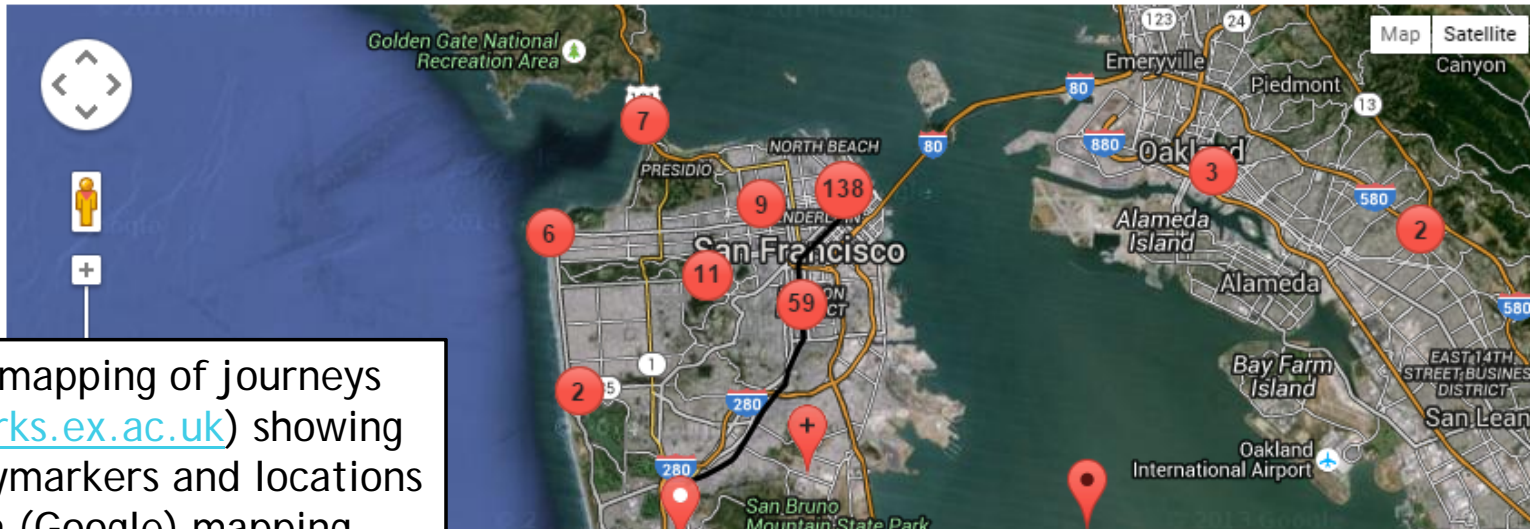 Golden Gate National
Recreation Area
123
24
Map Satellite
Emeryville
Canyon
Piedmont
80
13
7
NORTH BEACH
80
880
Oakland
3
PRESIDIO
138
9
580
6
Alameda
Island
2
San Francisco
11
59
Alameda
580
mapping of journeys
1
Bay Farm
Island
EAST 14TH
STREET BUSINES
DISTRICT
rks.ex.ac.uk) showing
2
280
San Lean
ymarkers and locations
+
280
Oakland
International Airport
(Google) mapping
San Bruno
Mountain State Park